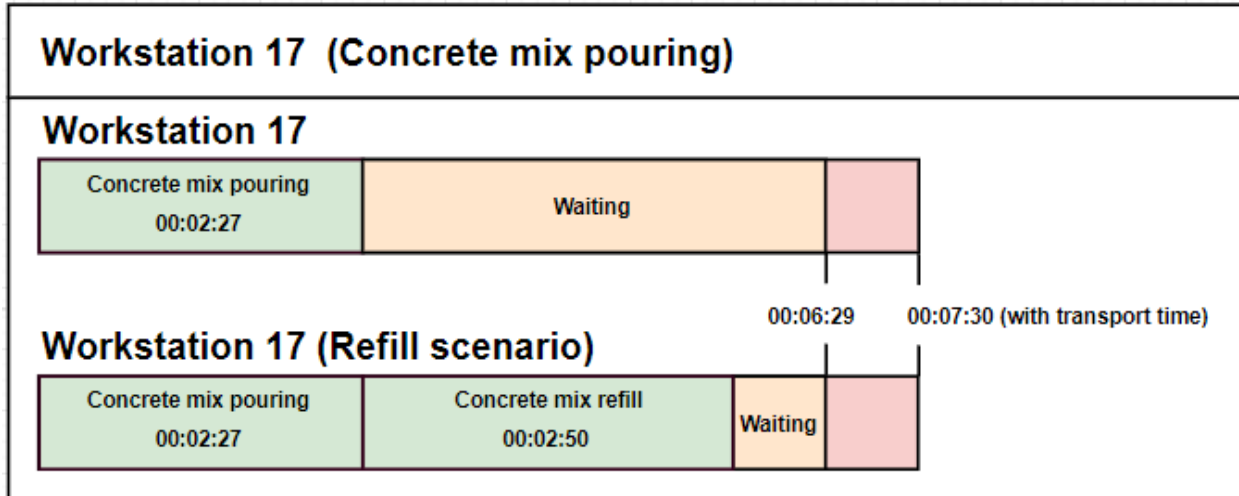 Workstation 17 (Concrete mix pouring)
Workstation 17
Concrete mix pouring
00:02:27
Waiting
00:06:29
00:07:30 (with transport time)
Workstation 17 (Refill scenario)
Concrete mix pouring
00:02:27
Concrete mix refill
00:02:50
Waiting